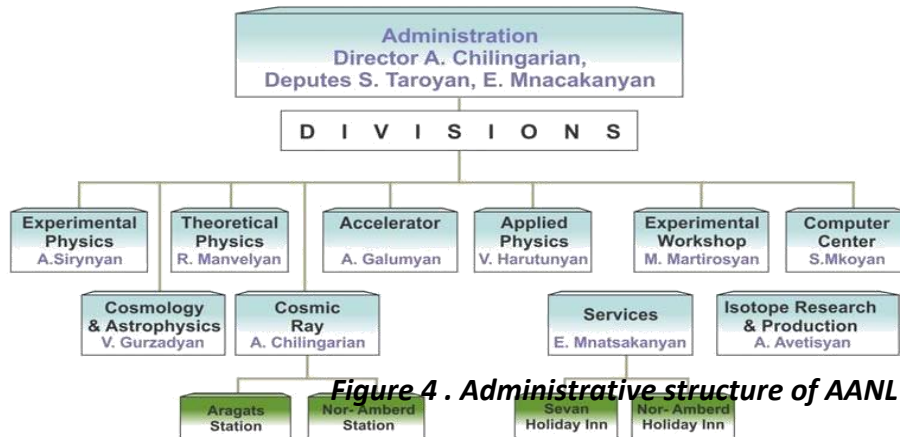 Administration
Director A. Chilingarian,
Deputes S. Taroyan, E. Mnacakanyan
D I V I S I O N S
Experimental
Physics
A.Sirynyan
Theoretical
Physics
R. Manvelyan
Accelerator
A. Galumyan
Applied
Physics
V. Harutunyan
Experimental
Workshop
M. Martirosyan
Computer
Center
S.Mkoyan
Cosmology
& Astrophysics
V. Gurzadyan
Cosmic
Ray
A. Chilingarian
Services
E. Mnatsakanyan
Isotope Research
& Production
A. Avetisyan
Figure 4 . Administrative structure of AANL
Aragats
Station
Nor- Amberd
Station
Sevan
Holiday Inn
Nor- Amberd
Holiday Inn